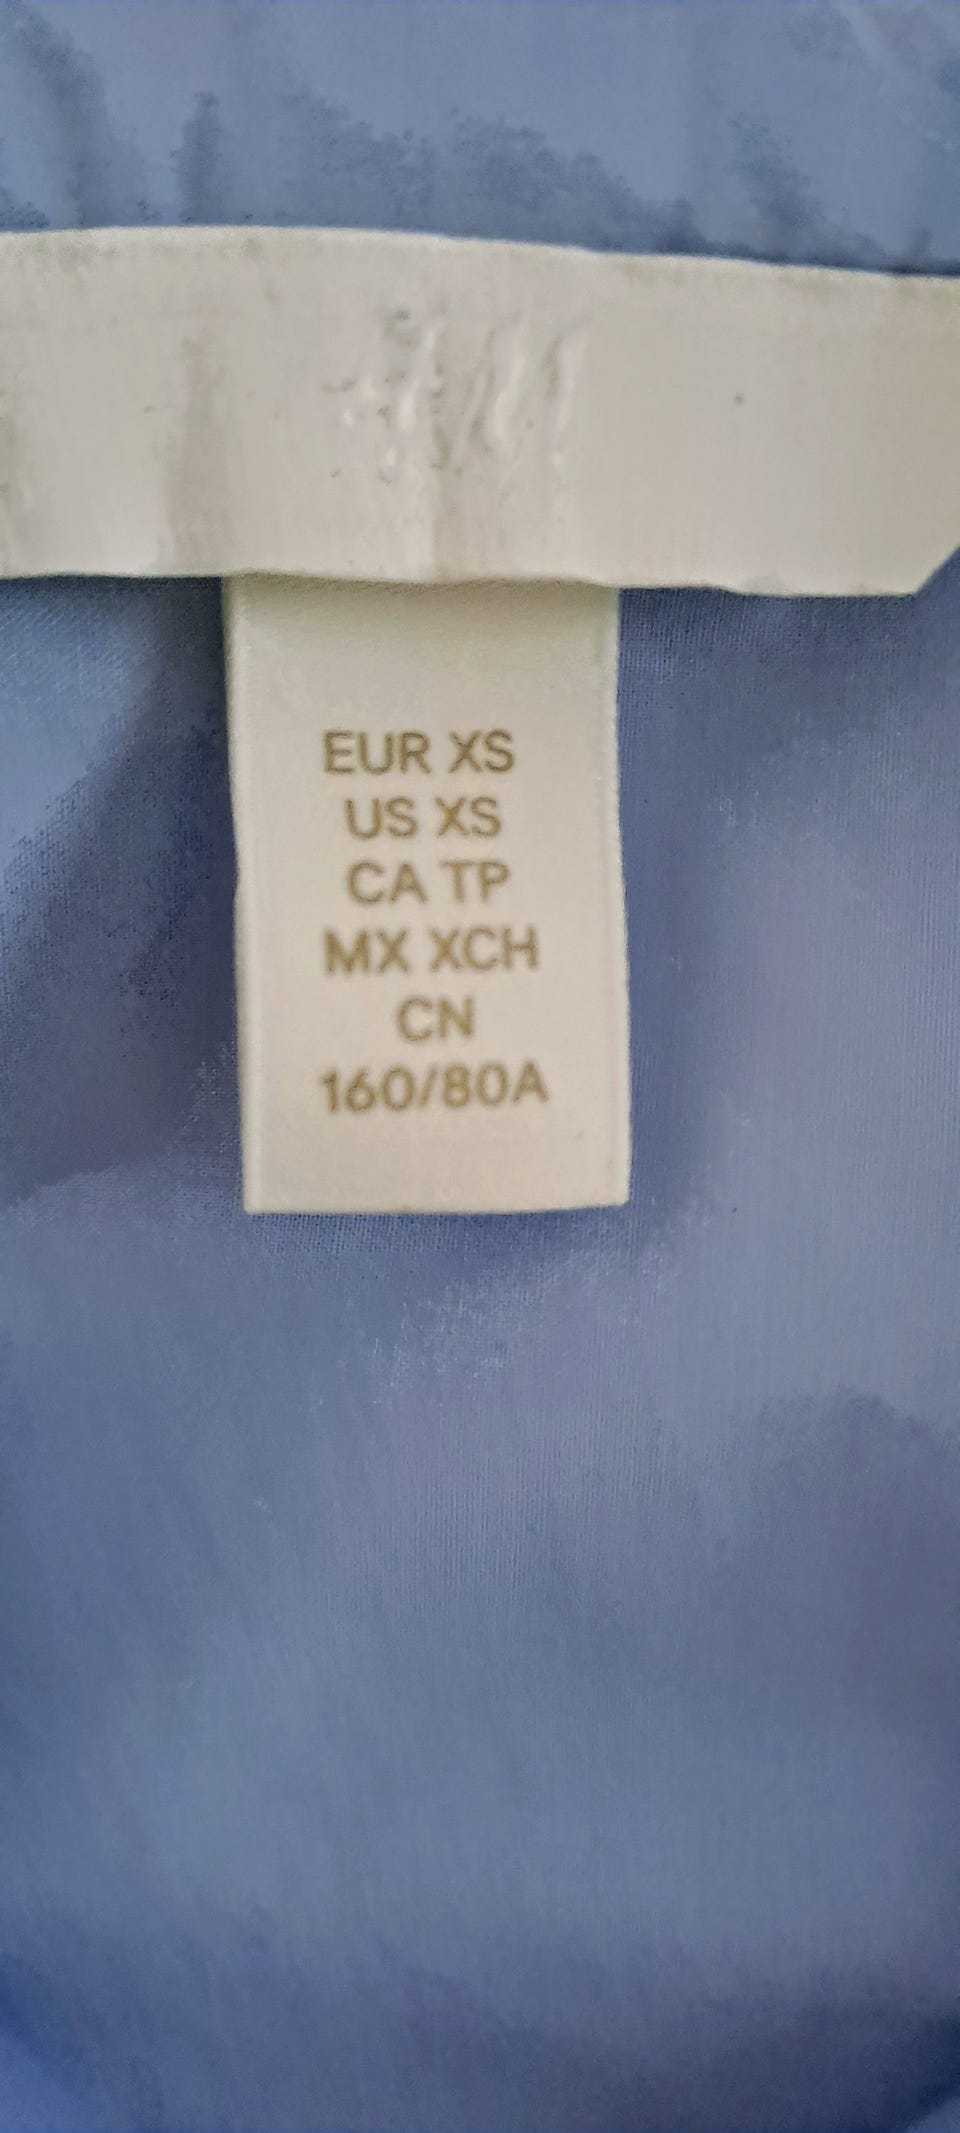 EUR XS
US XS
CA TP
MX XCH
CN
160/80A